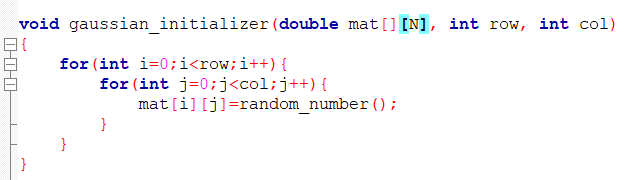 void gaussian_initializer(double mat[][N], int row, int col)
{
    for(int i=0;i<row;i++){
        for(int j=0;j<col;j++){
            mat[i][j]=random_number();
        }
    }
}